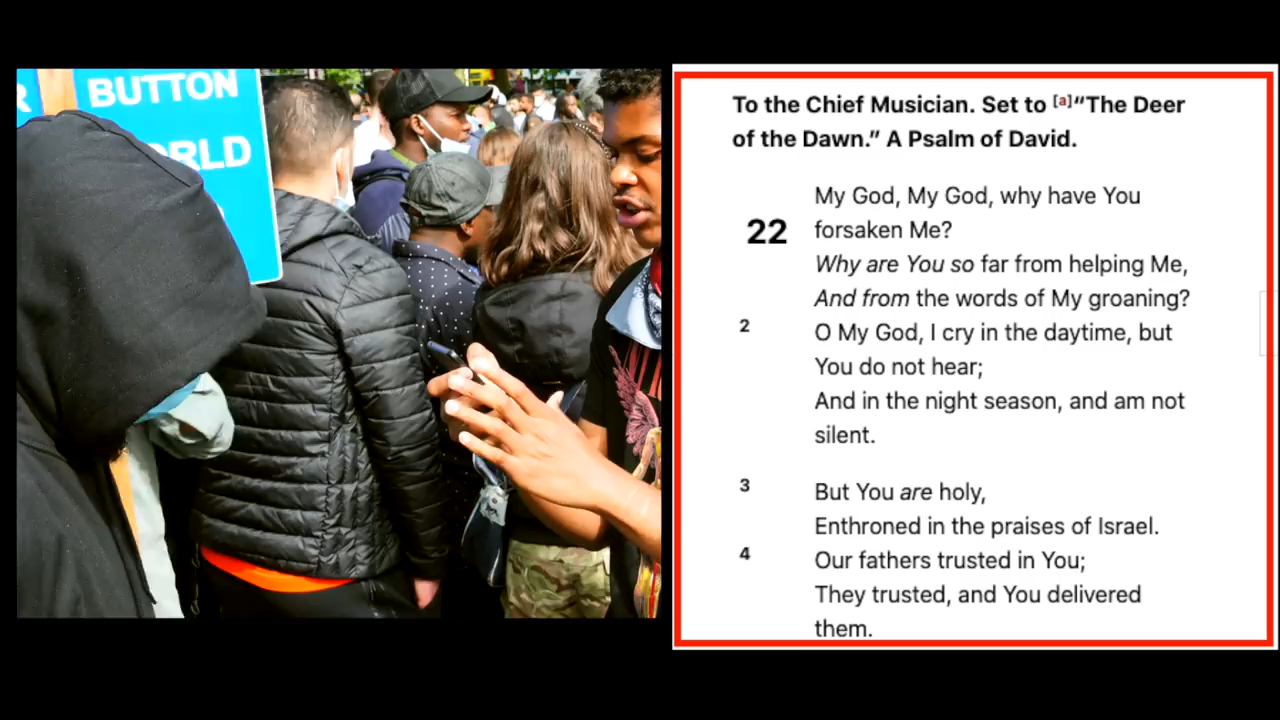 BUTTON
ORLD
To the Chief Musician. Set to [a]“The Deer
of the Dawn.” A Psalm of David.
22 My God, My God, why have You
forsaken Me?
Why are You so far from helping Me,
And from the words of My groaning?
2 O My God, I cry in the daytime, but
You do not hear;
And in the night season, and am not
silent.
3 But You are holy,
Enthroned in the praises of Israel.
4 Our fathers trusted in You;
They trusted, and You delivered
them.